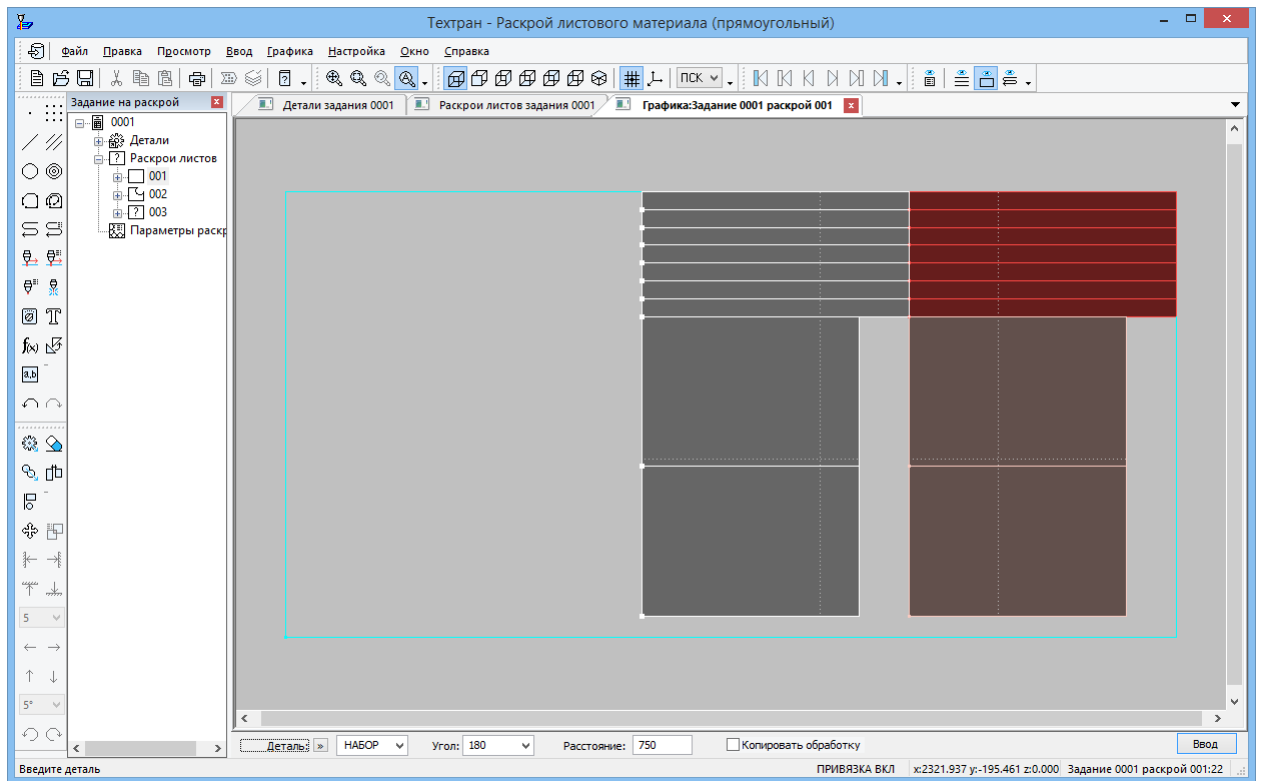 Техтран - Раскрой листового материала (прямоугольный)
Файл Правка Просмотр Ввод Графика Настройка Окно Справка
ПСК
Задание на раскрой
Детали задания 0001 Раскрои листов задания 0001 Графика:Задание 0001 раскрой 001
0001
Детали
Раскрои листов
001
002
003
Параметры раскр
f(x)
a,b
5
5°
Деталь: » НАБОР Угол: 180 Расстояние: 750 Копировать обработку Ввод
Введите деталь ПРИВЯЗКА ВКЛ x:2321.937 y:-195.461 z:0.000 Задание 0001 раскрой 001:22